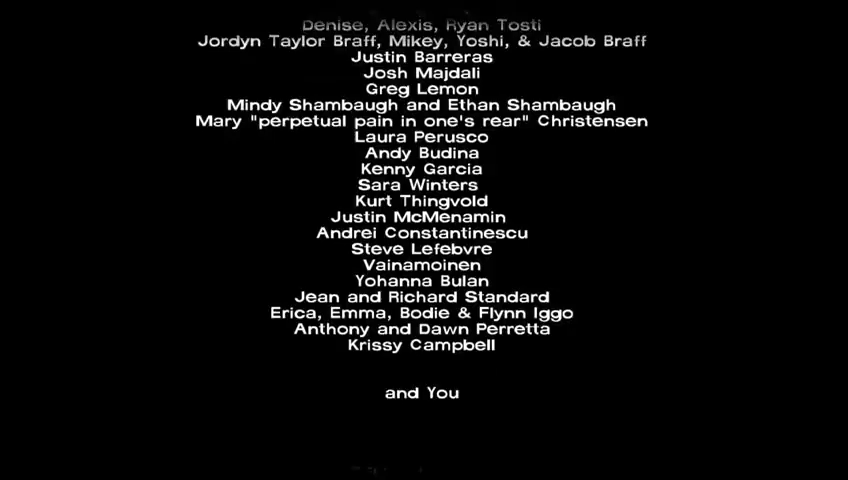 Denise, Alexis, Ryan Tosti
Jordyn Taylor Braff, Mikey, Yoshi, & Jacob Braff
Justin Barreras
Josh Majdali
Greg Lemon
Mindy Shambaugh and Ethan Shambaugh
Mary "perpetual pain in one's rear" Christensen
Laura Perusco
Andy Budina
Kenny Garcia
Sara Winters
Kurt Thingvold
Justin McMenamin
Andrei Constantinescu
Steve Lefebvre
Vainamoinen
Yohanna Bulan
Jean and Richard Standard
Erica, Emma, Bodie & Flynn Iggo
Anthony and Dawn Perretta
Krissy Campbell
and You